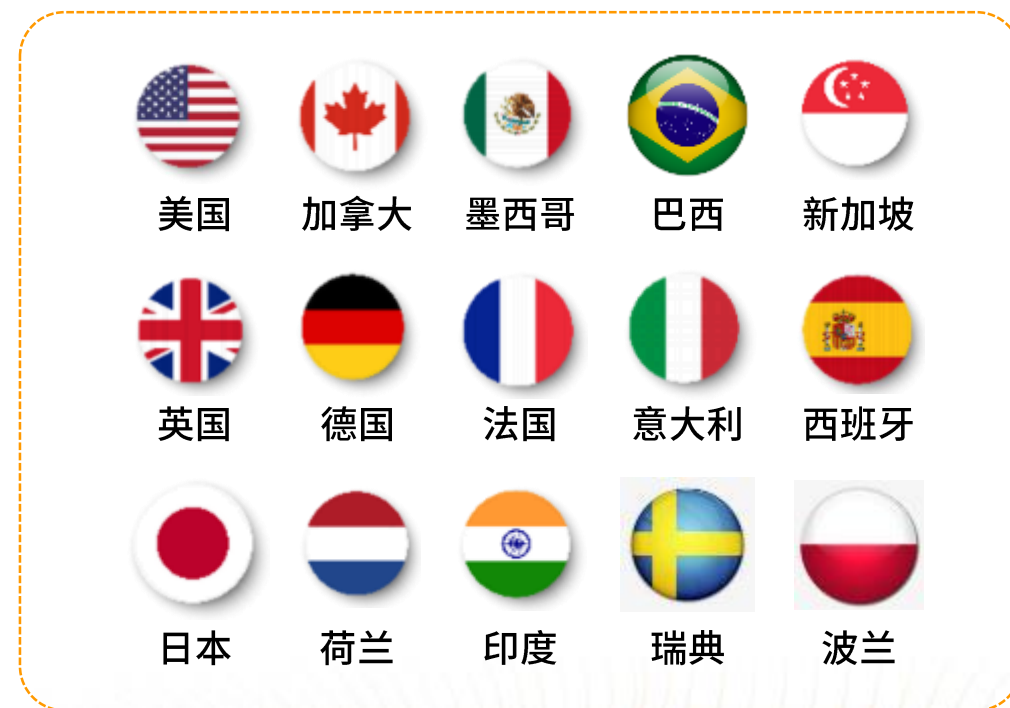 美国 加拿大 墨西哥 巴西 新加坡
英国 德国 法国 意大利 西班牙
日本 荷兰 印度 瑞典 波兰